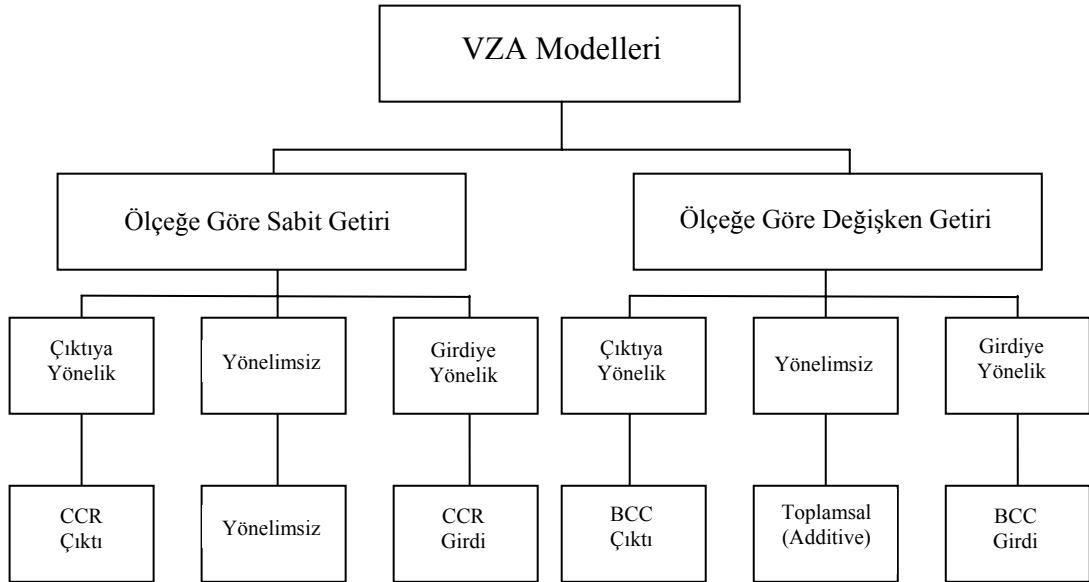 VZA Modelleri
Ölçeğe Göre Sabit Getiri
Ölçeğe Göre Değişken Getiri
Çıktıya
Yönelik
Yönelimsiz
Girdiye
Yönelik
Çıktıya
Yönelik
Yönelimsiz
Girdiye
Yönelik
CCR
Çıktı
Yönelimsiz
CCR
Girdi
BCC
Çıktı
Toplamsal
(Additive)
BCC
Girdi